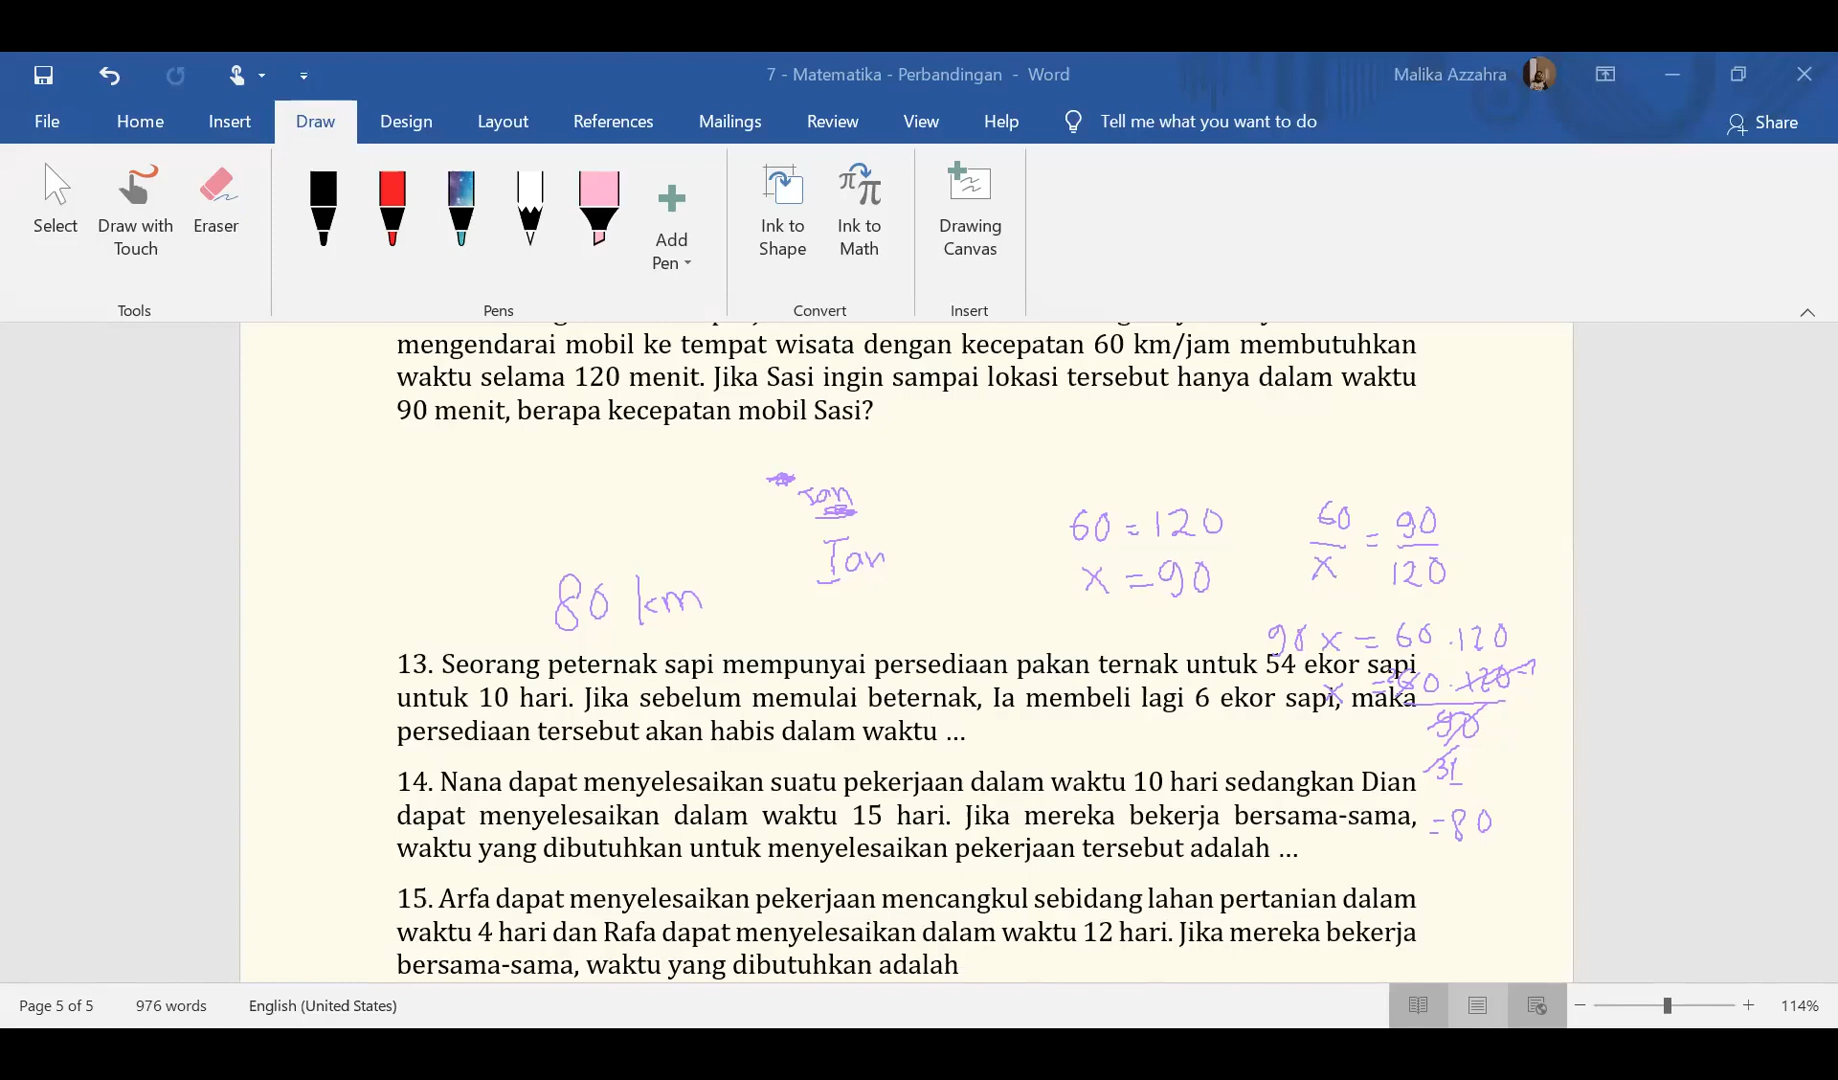 7 - Matematika - Perbandingan - Word
Malika Azzahra
File Home Insert Draw Design Layout References Mailings Review View Help Tell me what you want to do Share
Select
Draw with Touch
Eraser
Add Pen
Ink to Shape
Ink to Math
Drawing Canvas
Tools
Pens
Convert
Insert
mengendarai mobil ke tempat wisata dengan kecepatan 60 km/jam membutuhkan
waktu selama 120 menit. Jika Sasi ingin sampai lokasi tersebut hanya dalam waktu
90 menit, berapa kecepatan mobil Sasi?
Ian
Ian
80 km
60 = 120
x = 90
60/x = 90/120
90 x = 60 . 120
x = 60 . 120 / 90
= 80
13. Seorang peternak sapi mempunyai persediaan pakan ternak untuk 54 ekor sapi
untuk 10 hari. Jika sebelum memulai beternak, Ia membeli lagi 6 ekor sapi, maka
persediaan tersebut akan habis dalam waktu ...
14. Nana dapat menyelesaikan suatu pekerjaan dalam waktu 10 hari sedangkan Dian
dapat menyelesaikan dalam waktu 15 hari. Jika mereka bekerja bersama-sama,
waktu yang dibutuhkan untuk menyelesaikan pekerjaan tersebut adalah ...
15. Arfa dapat menyelesaikan pekerjaan mencangkul sebidang lahan pertanian dalam
waktu 4 hari dan Rafa dapat menyelesaikan dalam waktu 12 hari. Jika mereka bekerja
bersama-sama, waktu yang dibutuhkan adalah
Page 5 of 5 976 words English (United States) 114%